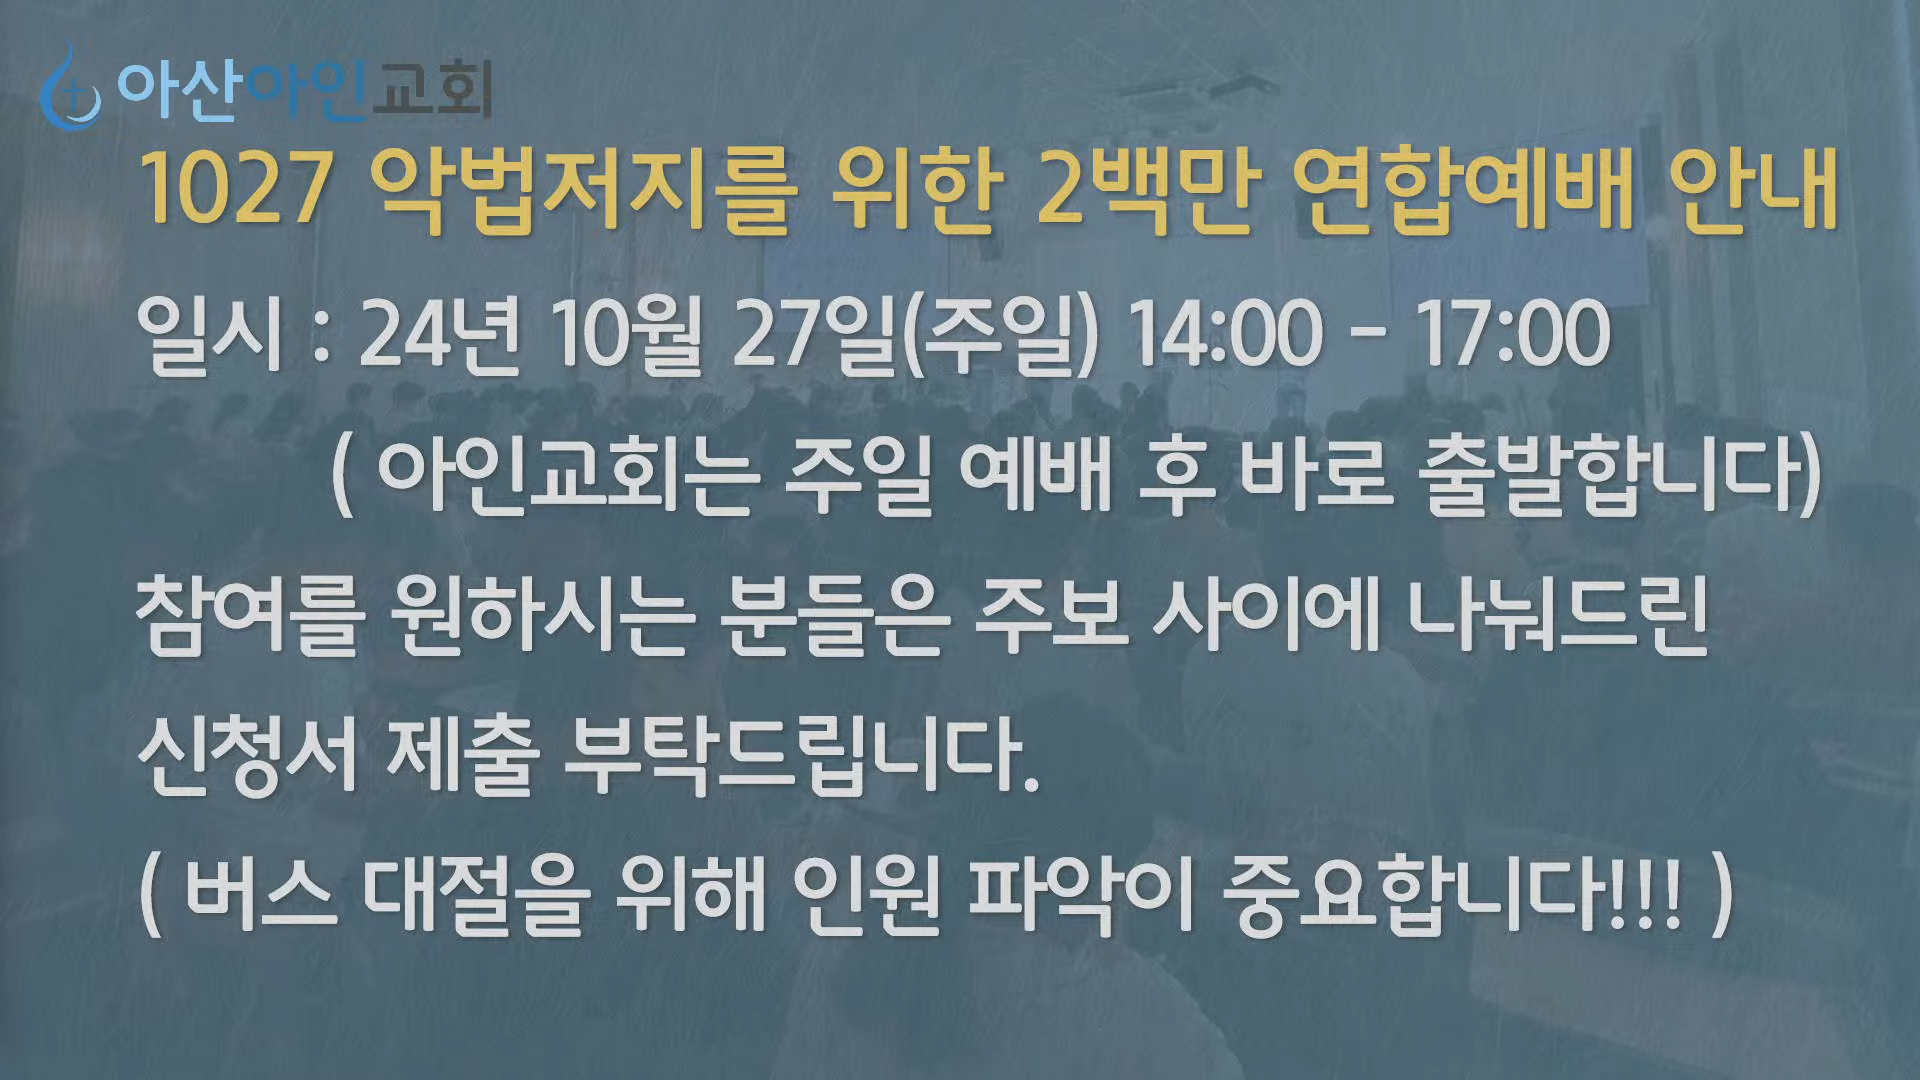 아산아인교회
1027 악법저지를 위한 2백만 연합예배 안내
일시 : 24년 10월 27일(주일) 14:00 - 17:00
( 아인교회는 주일 예배 후 바로 출발합니다)
참여를 원하시는 분들은 주보 사이에 나눠드린
신청서 제출 부탁드립니다.
( 버스 대절을 위해 인원 파악이 중요합니다!!! )